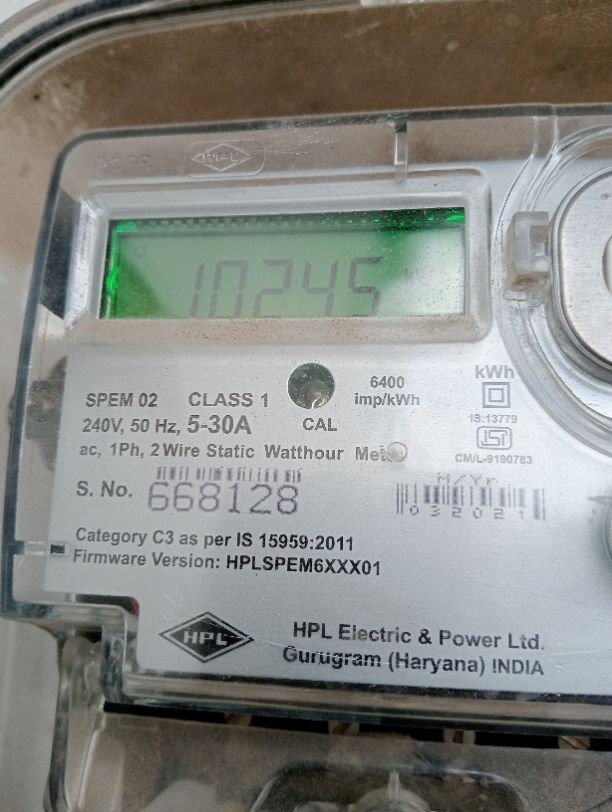 HPL
10245
6400
imp/kWh
kWh
SPEM 02 CLASS 1
240V, 50 Hz, 5-30A
CAL
IS:13779
ISI
CM/L-9190783
ac, 1Ph, 2 Wire Static Watthour
S. No. 668128
M/Yr
032021
Category C3 as per IS 15959:2011
Firmware Version: HPLSPEM6XXX01
HPL
HPL Electric & Power Ltd.
Gurugram (Haryana) INDIA